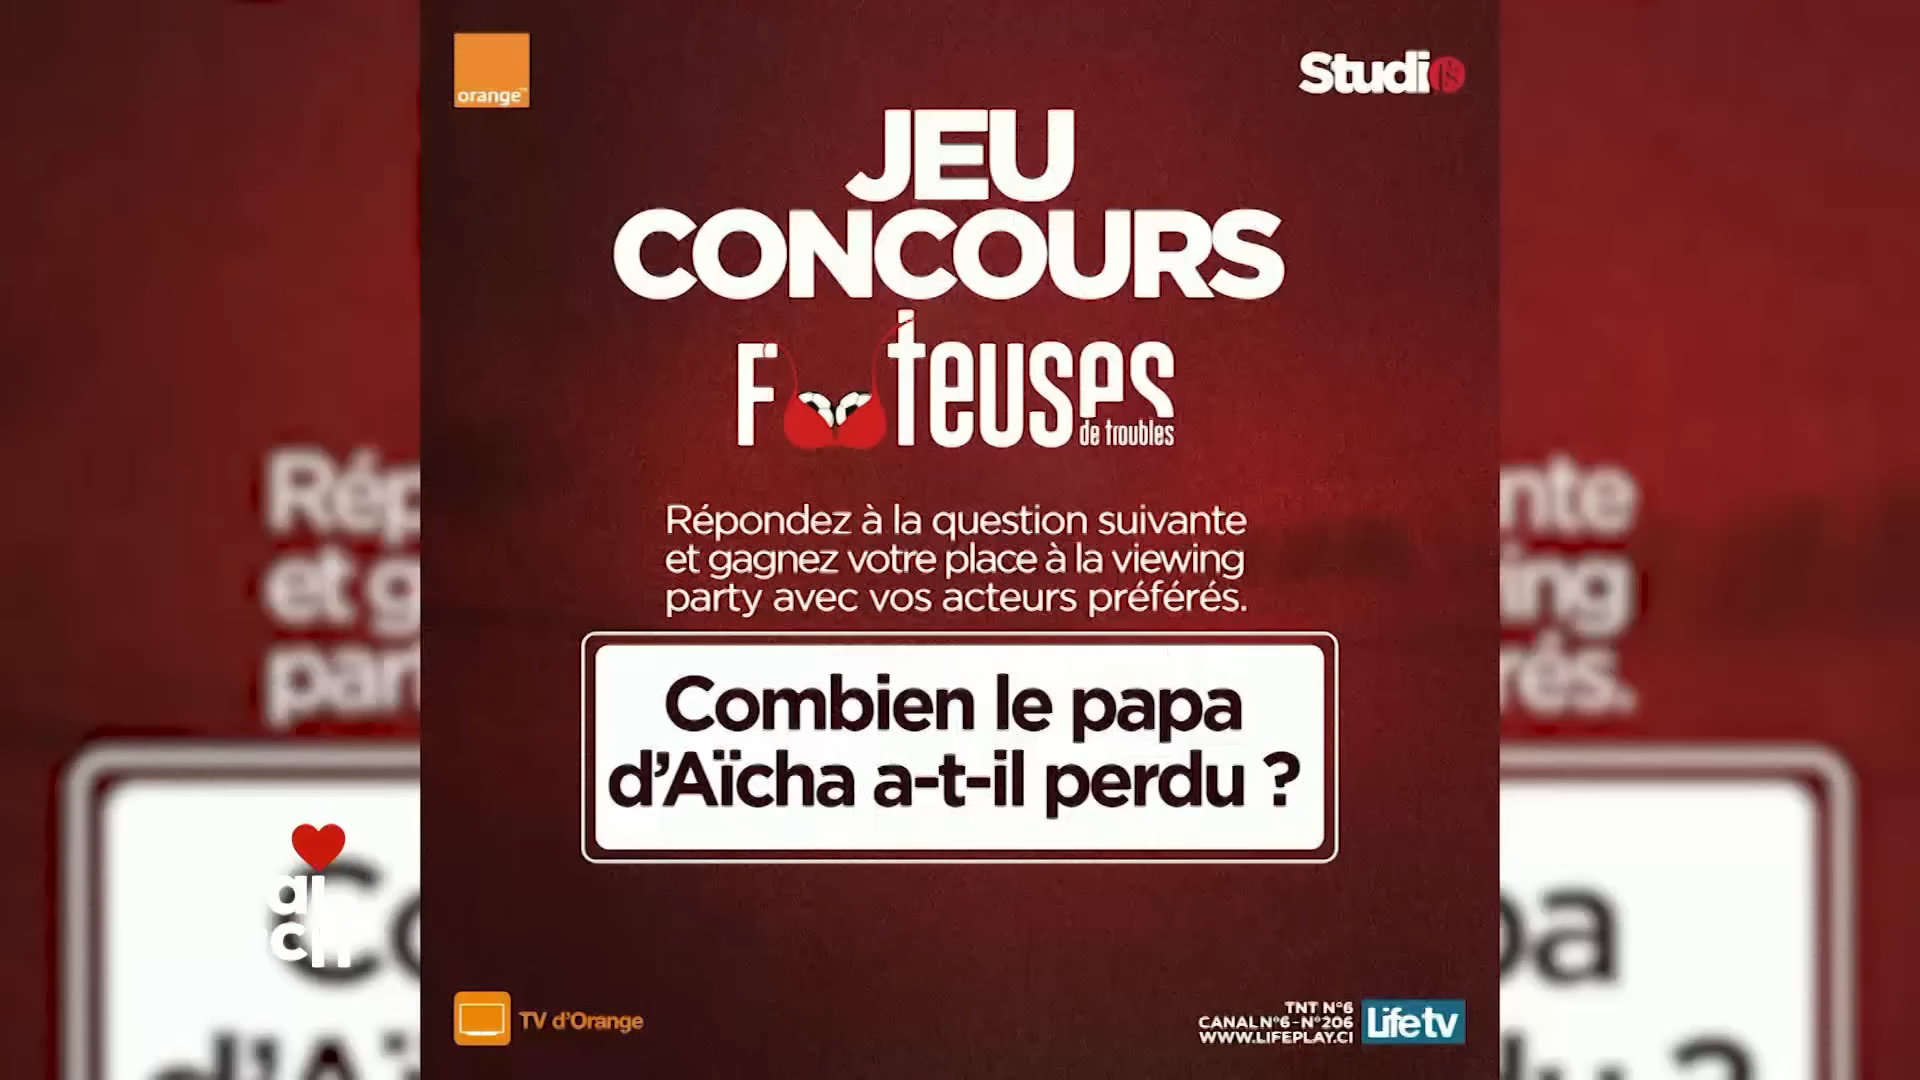 orange
Studi
JEU
CONCOURS
F teuses
de troubles
Répondez à la question suivante
et gagnez votre place à la viewing
party avec vos acteurs préférés.
Combien le papa
d'Aïcha a-t-il perdu ?
TV d'Orange
TNT N°6
CANAL N°6 - N°206
WWW.LIFEPLAY.CI
Life tv